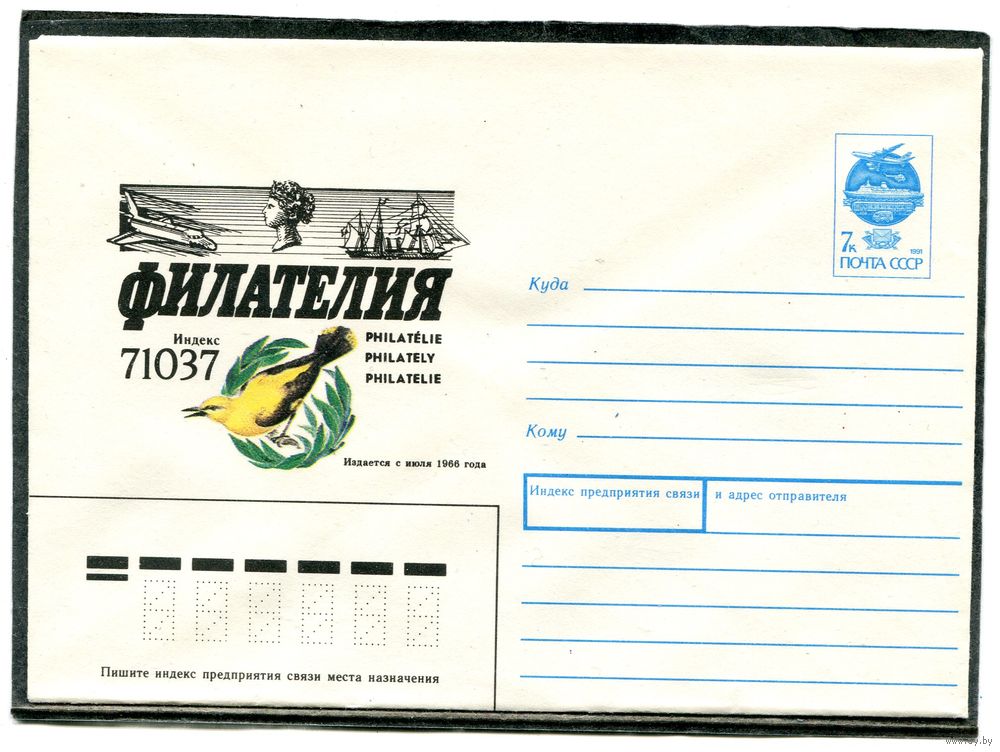 ФИЛАТЕЛИЯ
Индекс
71037
PHILATÉLIE
PHILATELY
PHILATELIE
Издается с июля 1966 года
7к
1991
ПОЧТА СССР
Куда
Кому
Индекс предприятия связи и адрес отправителя
Пишите индекс предприятия связи места назначения